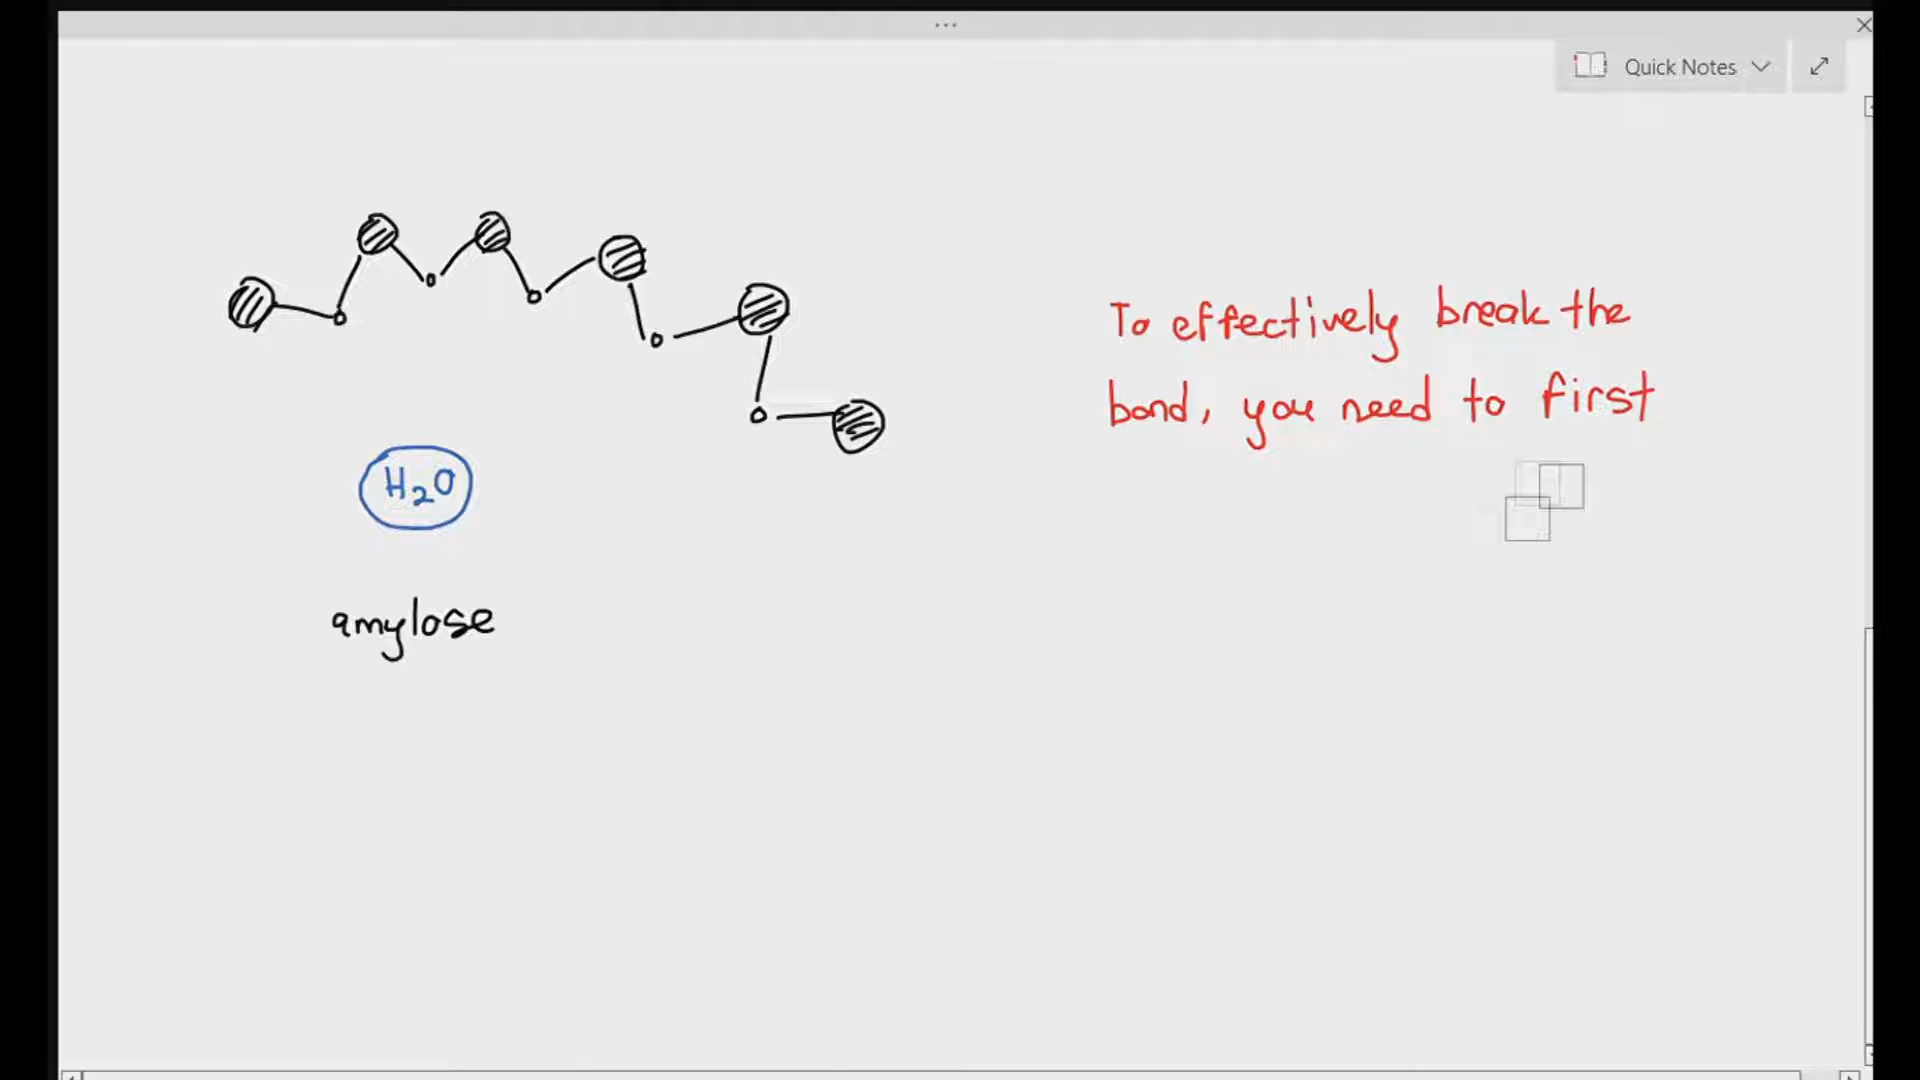 Quick Notes
To effectively break the
bond, you need to first
H₂O
amylose